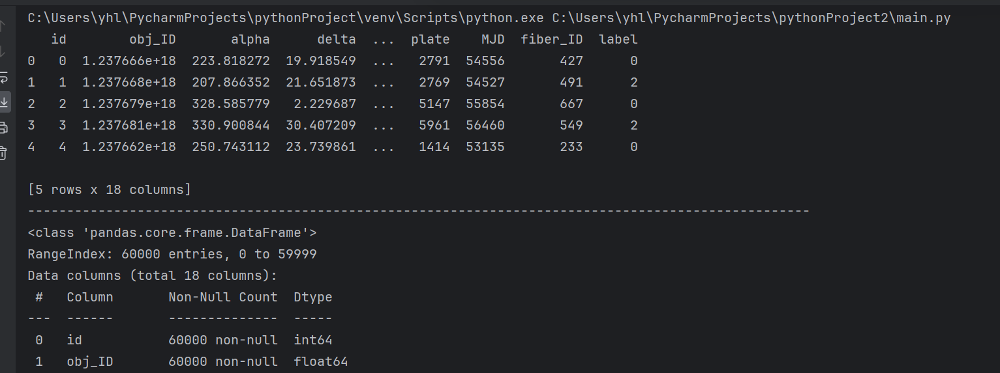 C:\Users\yhl\PycharmProjects\pythonProject\venv\Scripts\python.exe C:\Users\yhl\PycharmProjects\pythonProject2\main.py
   id        obj_ID       alpha      delta  ...  plate    MJD  fiber_ID  label
0   0  1.237666e+18  223.818272  19.918549  ...   2791  54556       427      0
1   1  1.237668e+18  207.866352  21.651873  ...   2769  54527       491      2
2   2  1.237679e+18  328.585779   2.229687  ...   5147  55854       667      0
3   3  1.237681e+18  330.900844  30.407209  ...   5961  56460       549      2
4   4  1.237662e+18  250.743112  23.739861  ...   1414  53135       233      0
[5 rows x 18 columns]
----------------------------------------------------------------------------------------------------
<class 'pandas.core.frame.DataFrame'>
RangeIndex: 60000 entries, 0 to 59999
Data columns (total 18 columns):
 #   Column       Non-Null Count  Dtype
---  ------       --------------  -----
 0   id           60000 non-null  int64
 1   obj_ID       60000 non-null  float64